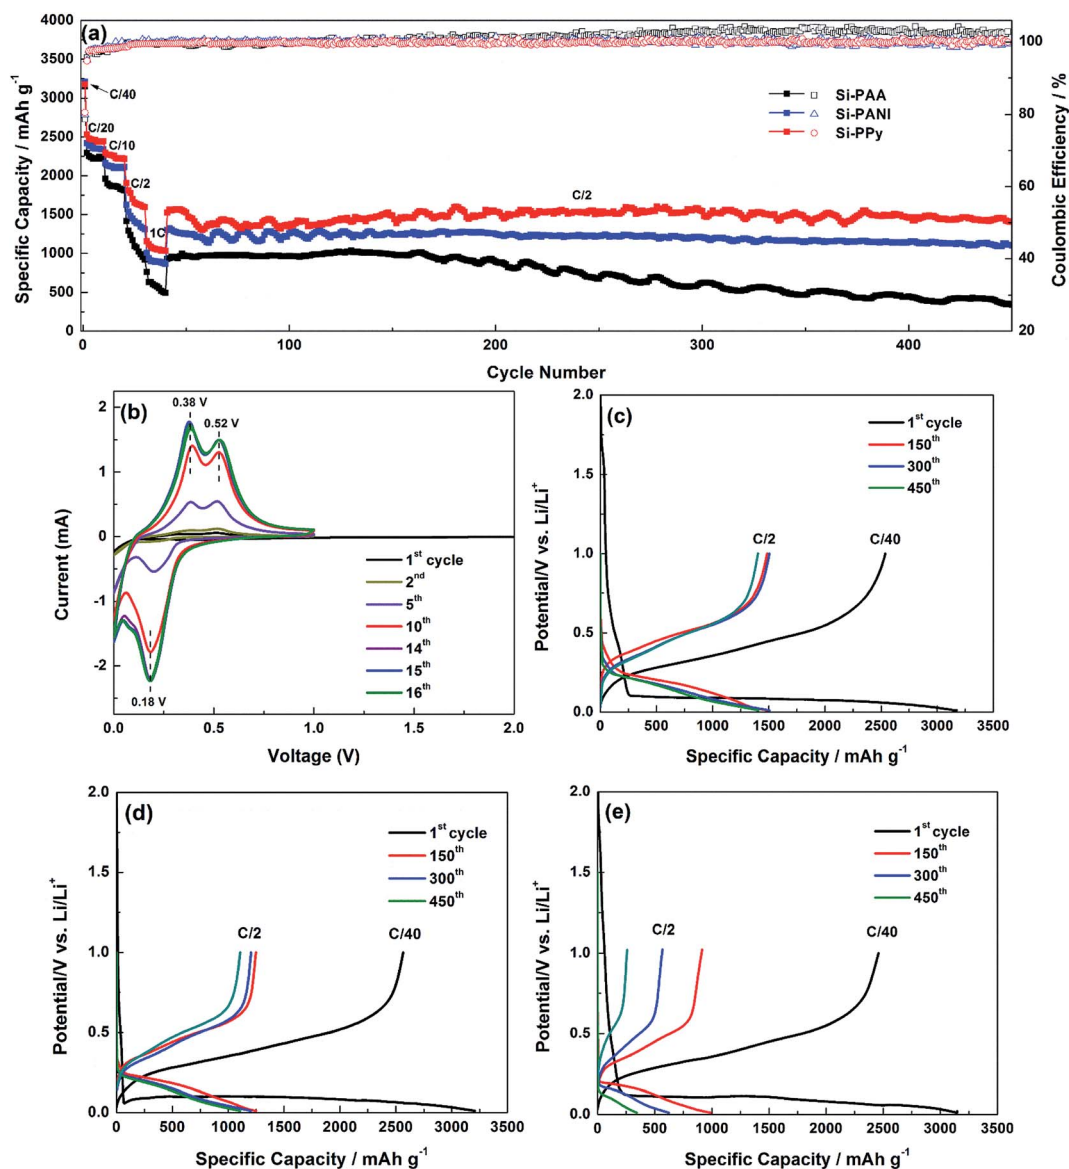 (a)
4000
3500
3000
2500
2000
1500
1000
500
0
Specific Capacity / mAh g-1
C/40
C/20
C/10
C/2
1C
C/2
Si-PAA
Si-PANI
Si-PPy
100
80
60
40
20
Coulombic Efficiency / %
0
100
200
300
400
Cycle Number
(b)
2
1
0
-1
-2
Current (mA)
0.38 V
0.52 V
0.18 V
1st cycle
2nd
5th
10th
14th
15th
16th
0.0
0.5
1.0
2.0
Voltage (V)
(c)
2.0
1.5
1.0
0.5
0.0
Potential/V vs. Li/Li+
1st cycle
150th
300th
450th
C/2
C/40
0
500
1000
1500
2000
2500
3000
3500
Specific Capacity / mAh g-1
(d)
2.0
1.5
1.0
0.5
0.0
Potential/V vs. Li/Li+
1st cycle
150th
300th
450th
C/2
C/40
0
500
1000
1500
2000
2500
3000
3500
Specific Capacity / mAh g-1
(e)
2.0
1.5
1.0
0.5
0.0
Potential/V vs. Li/Li+
1st cycle
150th
300th
450th
C/2
C/40
0
500
1000
1500
2000
2500
3000
3500
Specific Capacity / mAh g-1